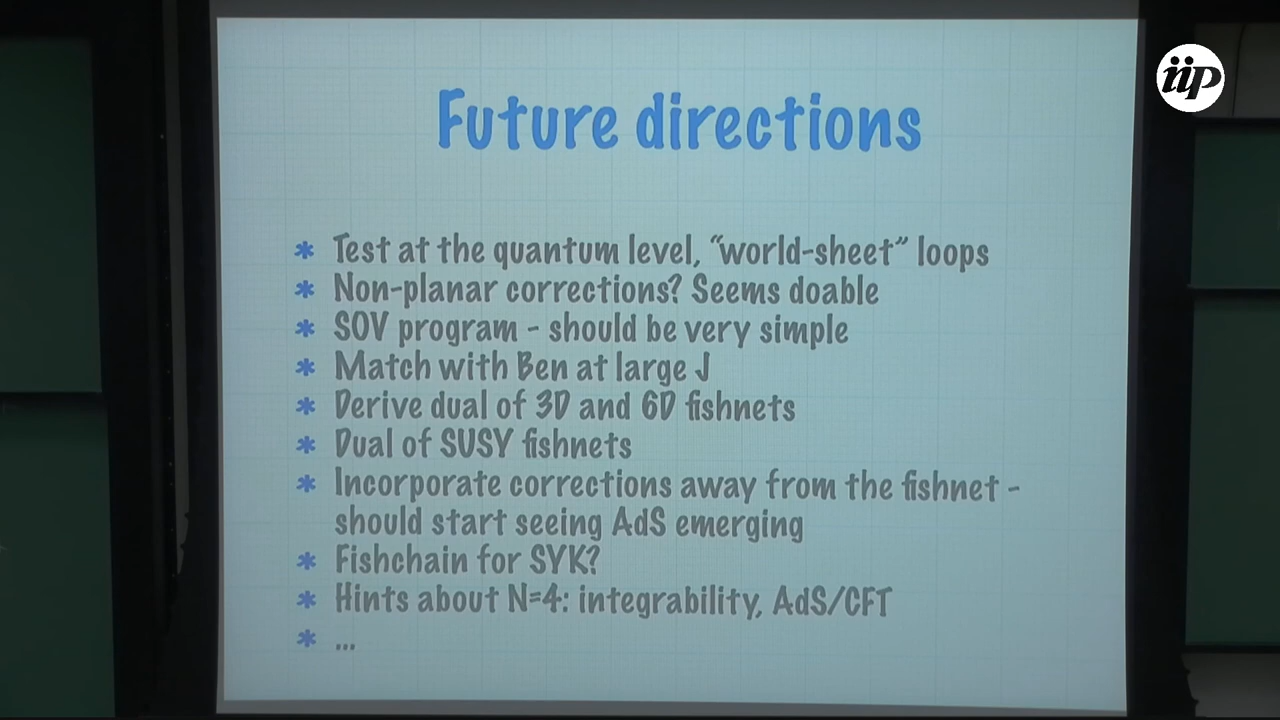 iip
Future directions
* Test at the quantum level, “world-sheet” loops
* Non-planar corrections? Seems doable
* SOV program - should be very simple
* Match with Ben at large J
* Derive dual of 3D and 6D fishnets
* Dual of SUSY fishnets
* Incorporate corrections away from the fishnet -
should start seeing AdS emerging
* Fishchain for SYK?
* Hints about N=4: integrability, AdS/CFT
* ...